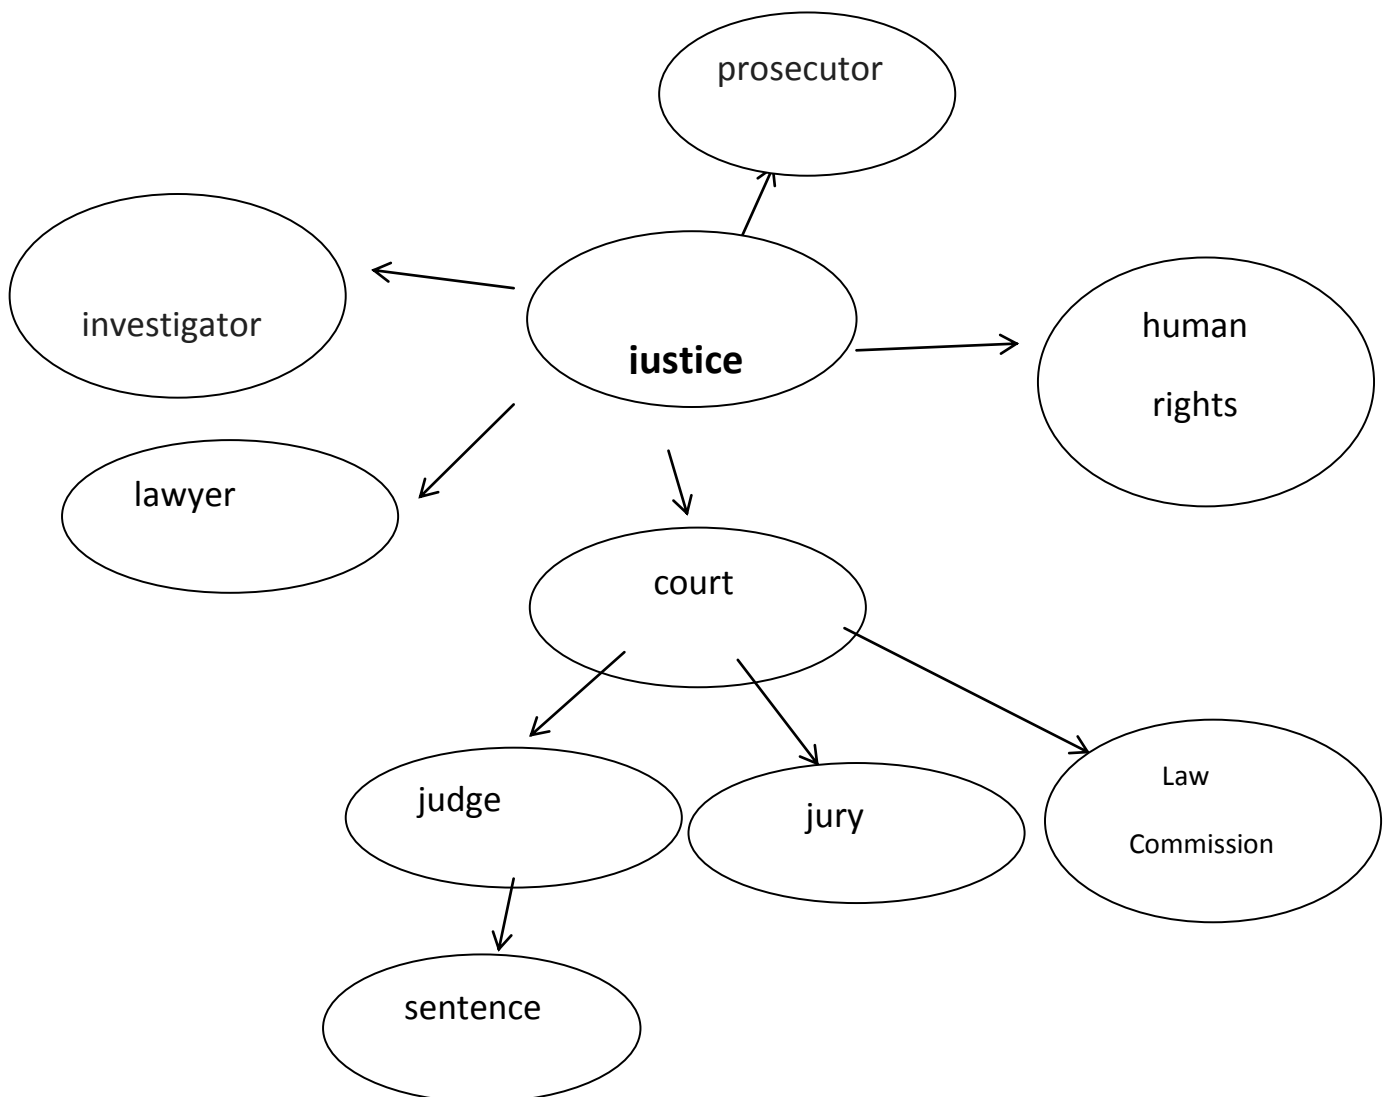 prosecutor
investigator
iustice
human
rights
lawyer
court
judge
jury
Law
Commission
sentence